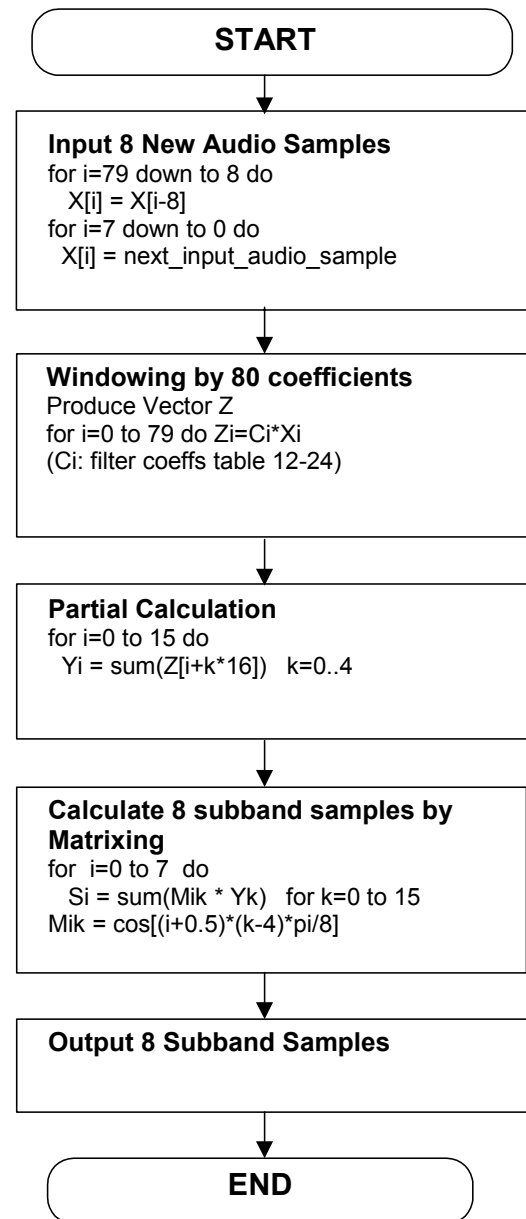 START
Input 8 New Audio Samples
for i=79 down to 8 do
X[i] = X[i-8]
for i=7 down to 0 do
X[i] = next_input_audio_sample
Windowing by 80 coefficients
Produce Vector Z
for i=0 to 79 do Zi=Ci*Xi
(Ci: filter coeffs table 12-24)
Partial Calculation
for i=0 to 15 do
Yi = sum(Z[i+k*16])   k=0..4
Calculate 8 subband samples by
Matrixing
for  i=0 to 7  do
Si = sum(Mik * Yk)   for k=0 to 15
Mik = cos[(i+0.5)*(k-4)*pi/8]
Output 8 Subband Samples
END